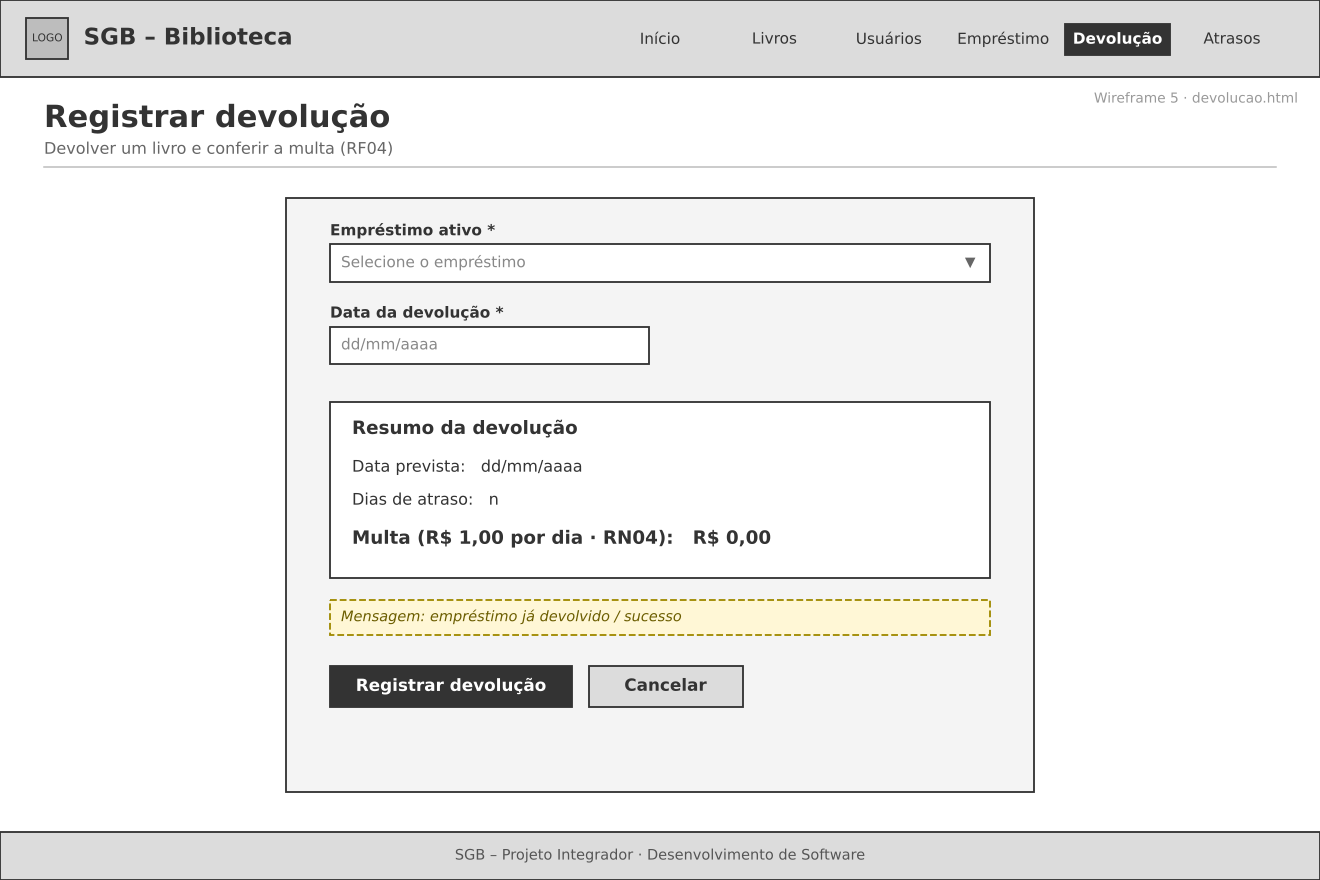 LOGO
SGB – Biblioteca
Início
Livros
Usuários
Empréstimo
Devolução
Atrasos
Wireframe 5 · devolucao.html
Registrar devolução
Devolver um livro e conferir a multa (RF04)
Empréstimo ativo *
Selecione o empréstimo ▼
Data da devolução *
dd/mm/aaaa
Resumo da devolução
Data prevista: dd/mm/aaaa
Dias de atraso: n
Multa (R$ 1,00 por dia · RN04): R$ 0,00
Mensagem: empréstimo já devolvido / sucesso
Registrar devolução
Cancelar
SGB – Projeto Integrador · Desenvolvimento de Software